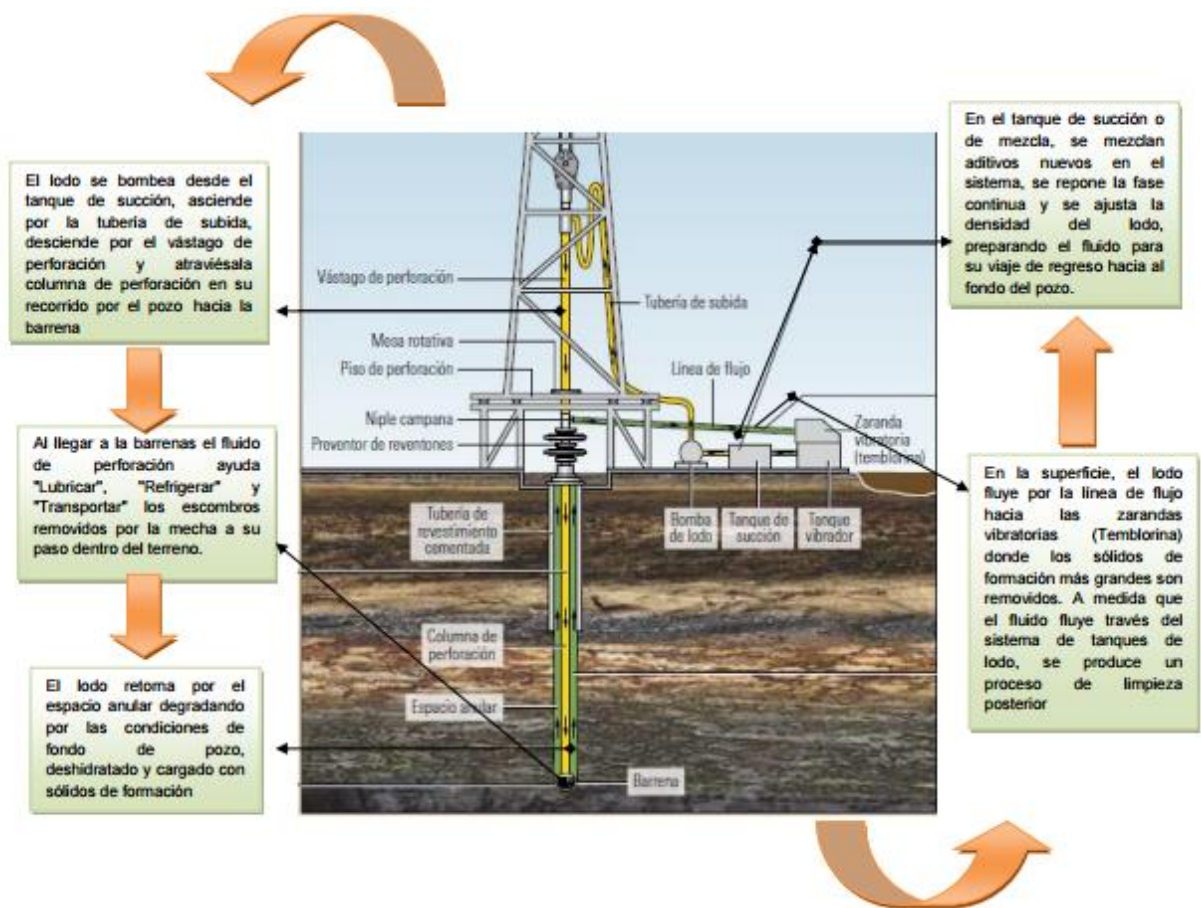 El lodo se bombea desde el
tanque de succión, asciende
por la tubería de subida,
desciende por el vástago de
perforación y atraviésala
columna de perforación en su
recorrido por el pozo hacia la
barrena
Al llegar a la barrenas el fluido
de perforación ayuda
"Lubricar", "Refrigerar" y
"Transportar" los escombros
removidos por la mecha a su
paso dentro del terreno.
El lodo retorna por el
espacio anular degradando
por las condiciones de
fondo de pozo,
deshidratado y cargado con
sólidos de formación
Vástago de perforación
Tubería de subida
Mesa rotativa
Piso de perforación
Línea de flujo
Niple campana
Preventor de reventones
Zaranda
vibratoria
(temblorina)
Tubería de
revestimiento
cementada
Bomba
de lodo
Tanque de
succión
Tanque
vibrador
Columna de
perforación
Espacio anular
Barrena
En el tanque de succión o
de mezcla, se mezclan
aditivos nuevos en el
sistema, se repone la fase
continua y se ajusta la
densidad del lodo,
preparando el fluido para
su viaje de regreso hacia al
fondo del pozo.
En la superficie, el lodo
fluye por la línea de flujo
hacia las zarandas
vibratorias (Temblorina)
donde los sólidos de
formación más grandes son
removidos. A medida que
el fluido fluye través del
sistema de tanques de
lodo, se produce un
proceso de limpieza
posterior